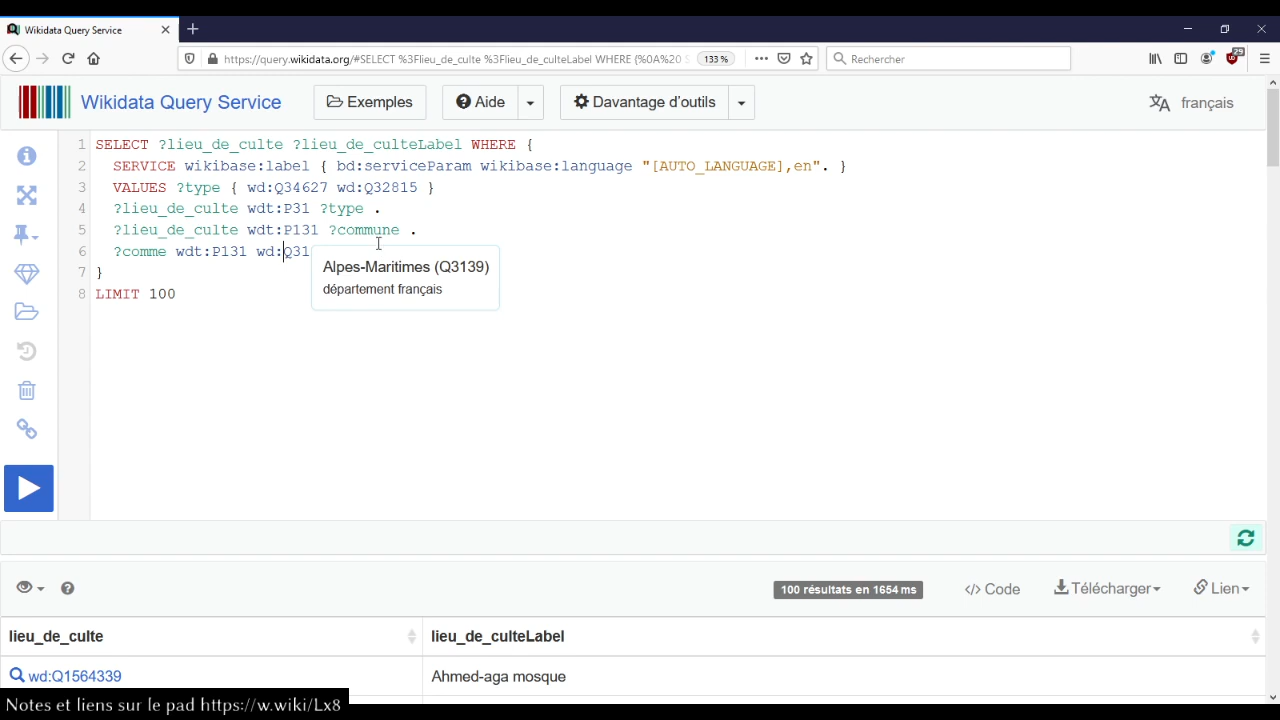 Wikidata Query Service
https://query.wikidata.org/#SELECT %3Flieu_de_culte %3Flieu_de_culteLabel WHERE {%0A%20 S
133 %
Rechercher
29
Wikidata Query Service
Exemples
Aide
Davantage d'outils
français
1 SELECT ?lieu_de_culte ?lieu_de_culteLabel WHERE {
2 SERVICE wikibase:label { bd:serviceParam wikibase:language "[AUTO_LANGUAGE],en". }
3 VALUES ?type { wd:Q34627 wd:Q32815 }
4 ?lieu_de_culte wdt:P31 ?type .
5 ?lieu_de_culte wdt:P131 ?commune .
6 ?comme wdt:P131 wd:Q31
7 }
8 LIMIT 100
Alpes-Maritimes (Q3139)
département français
100 résultats en 1654 ms
</> Code
Télécharger
Lien
lieu_de_culte
lieu_de_culteLabel
wd:Q1564339
Ahmed-aga mosque
Notes et liens sur le pad https://w.wiki/Lx8